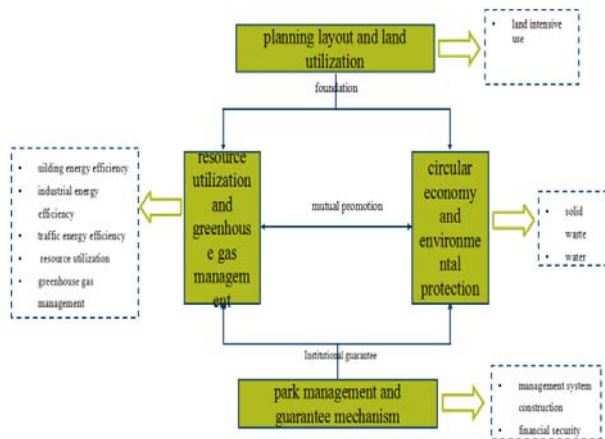 planning layout and land
utilization
• land intensive
use
foundation
• uilding energy efficiency
• industrial energy
efficiency
• traffic energy efficiency
• resource utilization
• greenhouse gas
management
resource
utilization
and
greenhous
e gas
managem
ent
mutual promotion
circular
economy
and
environme
ntal
protection
• solid
waste
• water
Institutional guarantee
park management and
guarantee mechanism
• management system
construction
• financial security